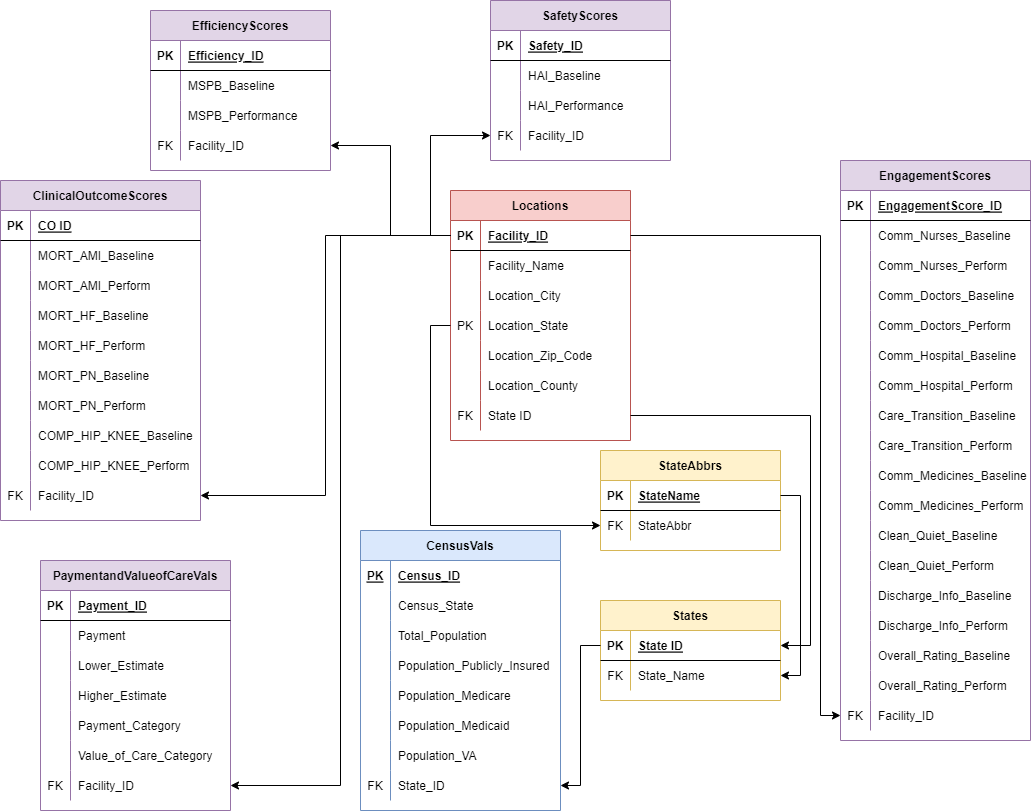 EfficiencyScores
PK Efficiency_ID
MSPB_Baseline
MSPB_Performance
FK Facility_ID
SafetyScores
PK Safety_ID
HAI_Baseline
HAI_Performance
FK Facility_ID
ClinicalOutcomeScores
PK CO ID
MORT_AMI_Baseline
MORT_AMI_Perform
MORT_HF_Baseline
MORT_HF_Perform
MORT_PN_Baseline
MORT_PN_Perform
COMP_HIP_KNEE_Baseline
COMP_HIP_KNEE_Perform
FK Facility_ID
Locations
PK Facility_ID
Facility_Name
Location_City
PK Location_State
Location_Zip_Code
Location_County
FK State ID
EngagementScores
PK EngagementScore_ID
Comm_Nurses_Baseline
Comm_Nurses_Perform
Comm_Doctors_Baseline
Comm_Doctors_Perform
Comm_Hospital_Baseline
Comm_Hospital_Perform
Care_Transition_Baseline
Care_Transition_Perform
Comm_Medicines_Baseline
Comm_Medicines_Perform
Clean_Quiet_Baseline
Clean_Quiet_Perform
Discharge_Info_Baseline
Discharge_Info_Perform
Overall_Rating_Baseline
Overall_Rating_Perform
FK Facility_ID
StateAbbrs
PK StateName
FK StateAbbr
PaymentandValueofCareVals
PK Payment_ID
Payment
Lower_Estimate
Higher_Estimate
Payment_Category
Value_of_Care_Category
FK Facility_ID
CensusVals
PK Census_ID
Census_State
Total_Population
Population_Publicly_Insured
Population_Medicare
Population_Medicaid
Population_VA
FK State_ID
States
PK State ID
FK State_Name